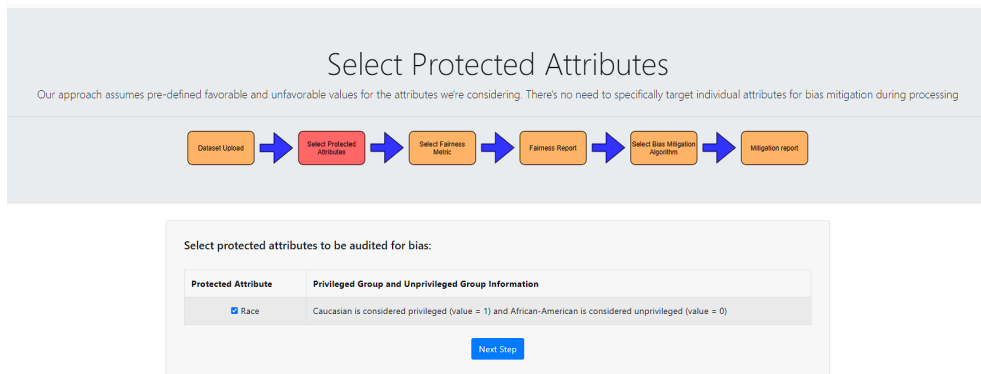 Select Protected Attributes
Our approach assumes pre-defined favorable and unfavorable values for the attributes we're considering. There's no need to specifically target individual attributes for bias mitigation during processing
Dataset Upload
Select Protected
Attributes
Select Fairness
Metric
Fairness Report
Select Bias Mitigation
Algorithm
Mitigation report
Select protected attributes to be audited for bias:
Protected Attribute Privileged Group and Unprivileged Group Information
Race Caucasian is considered privileged (value = 1) and African-American is considered unprivileged (value = 0)
Next Step